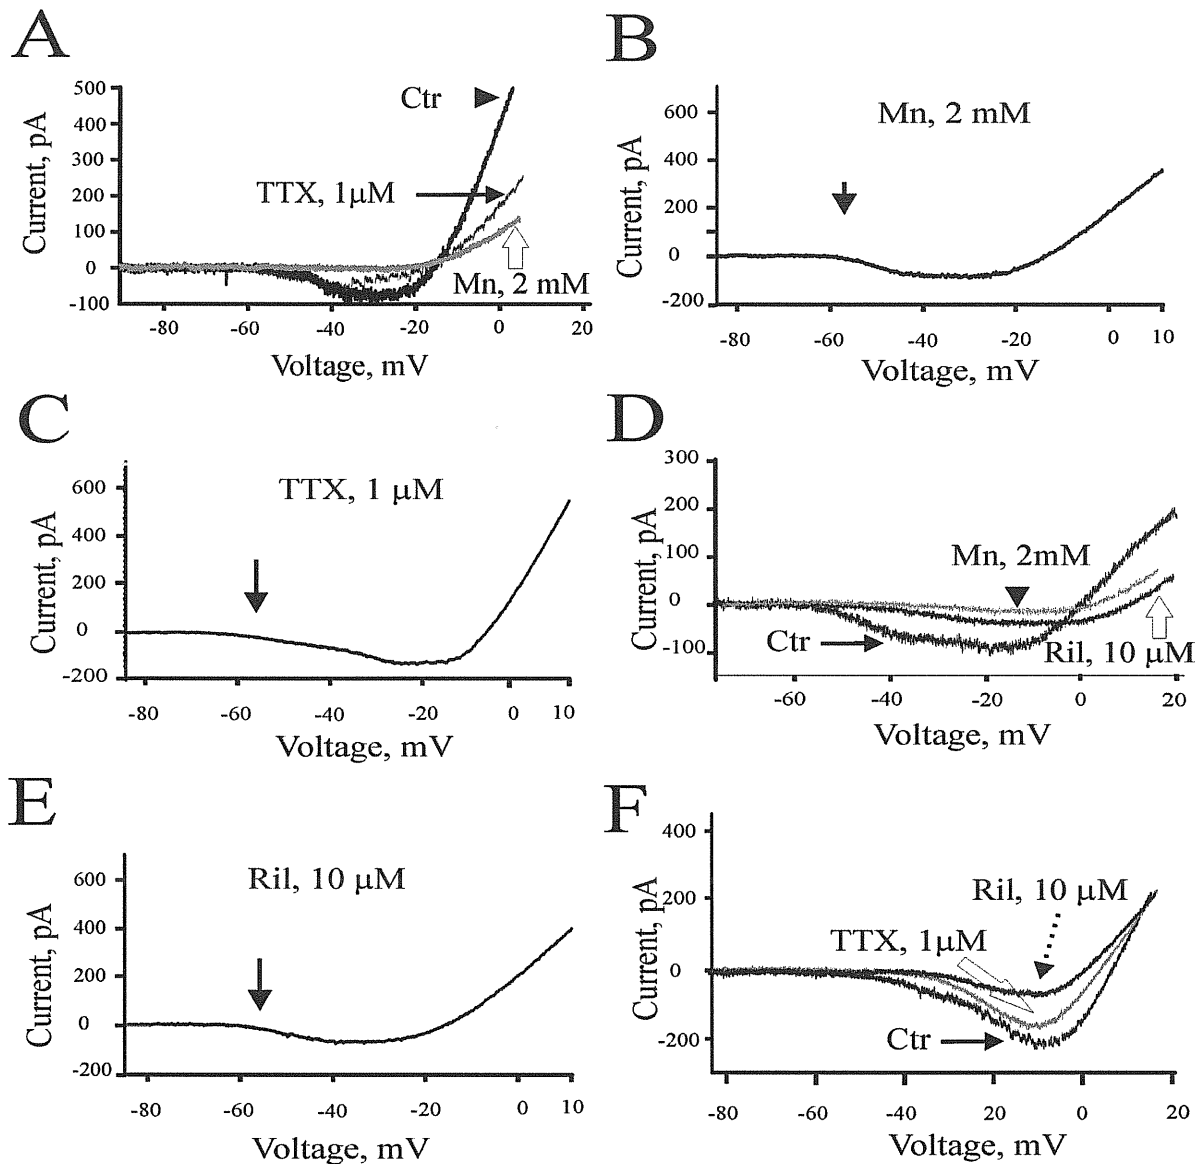 A
B
500
400
300
200
100
0
-100
Current, pA
Ctr
TTX, 1μM
Mn, 2 mM
-80
-60
-40
-20
0
20
Voltage, mV
600
400
200
0
-200
Current, pA
Mn, 2 mM
-80
-60
-40
-20
0
10
Voltage, mV
C
D
600
400
200
0
-200
Current, pA
TTX, 1 μM
-80
-60
-40
-20
0
10
Voltage, mV
300
200
100
0
-100
Current, pA
Mn, 2mM
Ctr
Ril, 10 μM
-60
-40
-20
0
20
Voltage, mV
E
F
600
400
200
0
-200
Current, pA
Ril, 10 μM
-80
-60
-40
-20
0
10
Voltage, mV
400
200
0
-200
Current, pA
Ril, 10 μM
TTX, 1μM
Ctr
-80
-60
-40
20
0
20
Voltage, mV